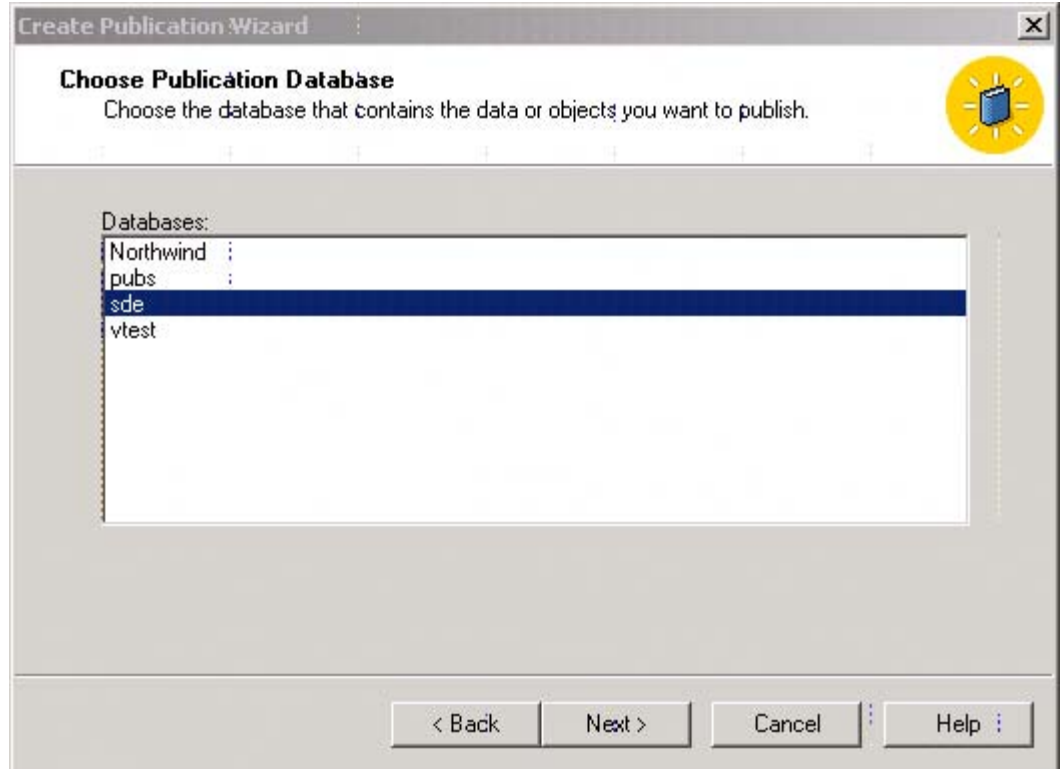 Create Publication Wizard
Choose Publication Database
Choose the database that contains the data or objects you want to publish.
Databases:
Northwind
pubs
sde
vtest
< Back
Next >
Cancel
Help